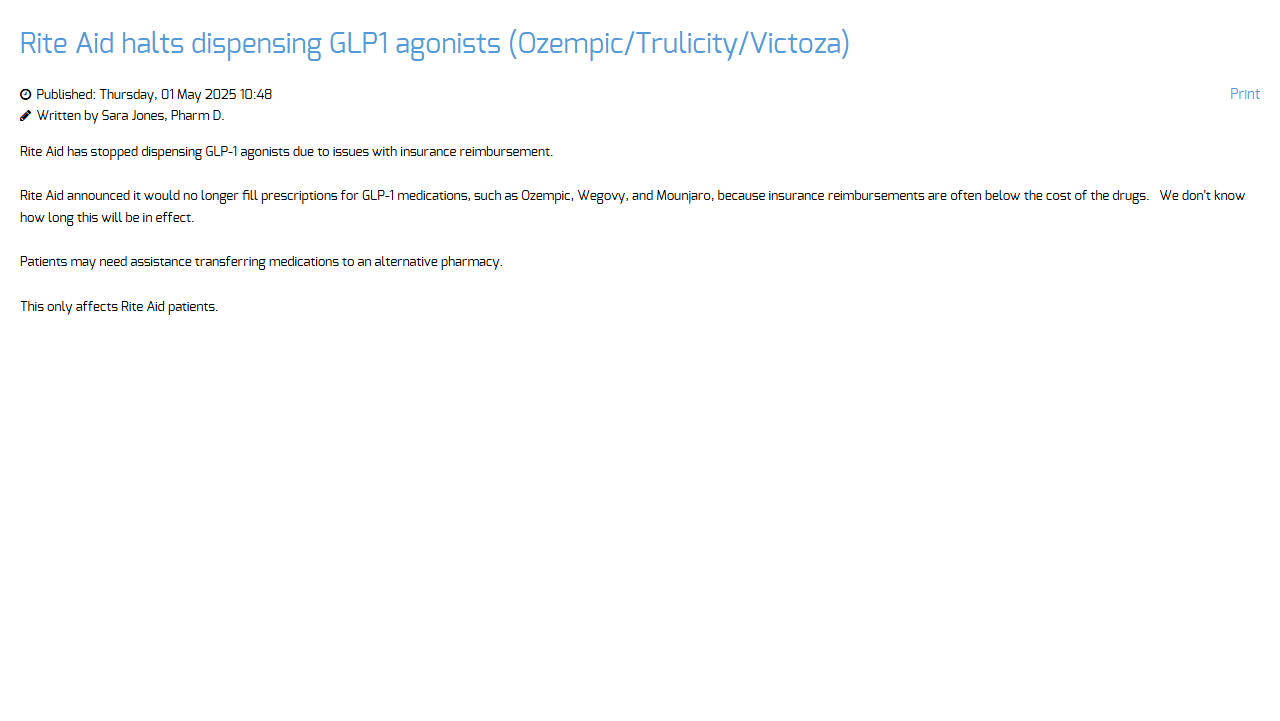 Rite Aid halts dispensing GLP1 agonists (Ozempic/Trulicity/Victoza)
Published: Thursday, 01 May 2025 10:48
Print
Written by Sara Jones, Pharm D.
Rite Aid has stopped dispensing GLP-1 agonists due to issues with insurance reimbursement.
Rite Aid announced it would no longer fill prescriptions for GLP-1 medications, such as Ozempic, Wegovy, and Mounjaro, because insurance reimbursements are often below the cost of the drugs.   We don't know
how long this will be in effect.
Patients may need assistance transferring medications to an alternative pharmacy.
This only affects Rite Aid patients.